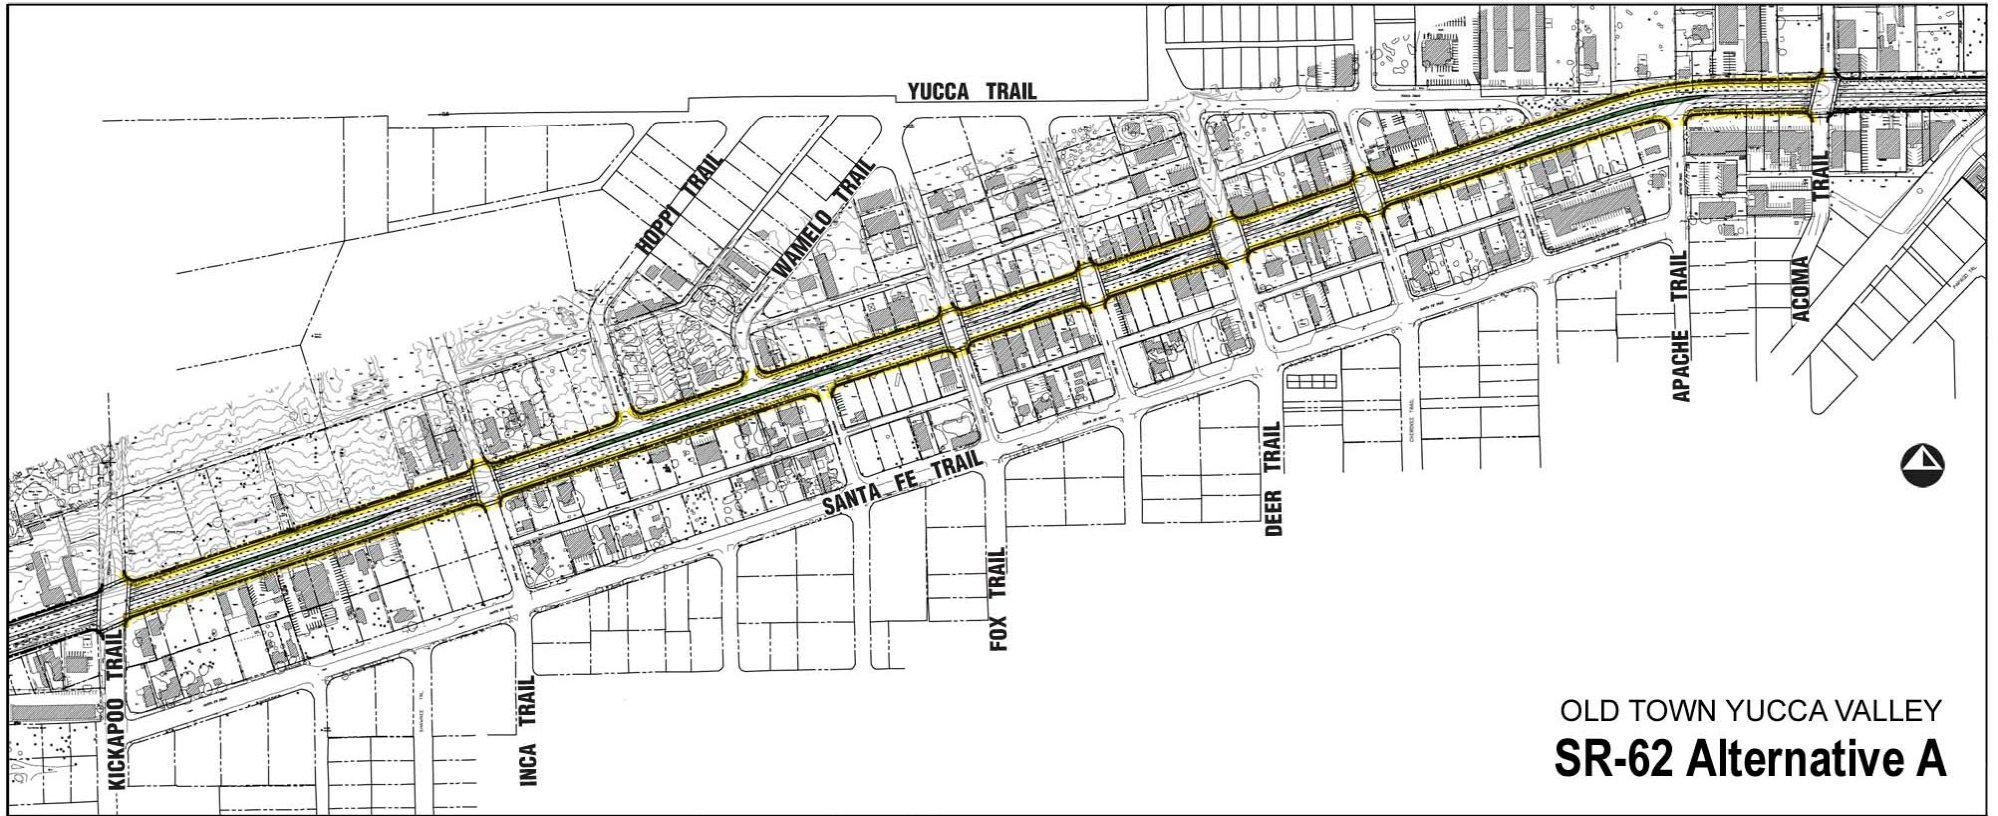 YUCCA TRAIL
HOPPI TRAIL
WAMELO TRAIL
ACOMA TRAIL
APACHE TRAIL
SANTA FE TRAIL
DEER TRAIL
FOX TRAIL
KICKAPOO TRAIL
INCA TRAIL
OLD TOWN YUCCA VALLEY
SR-62 Alternative A